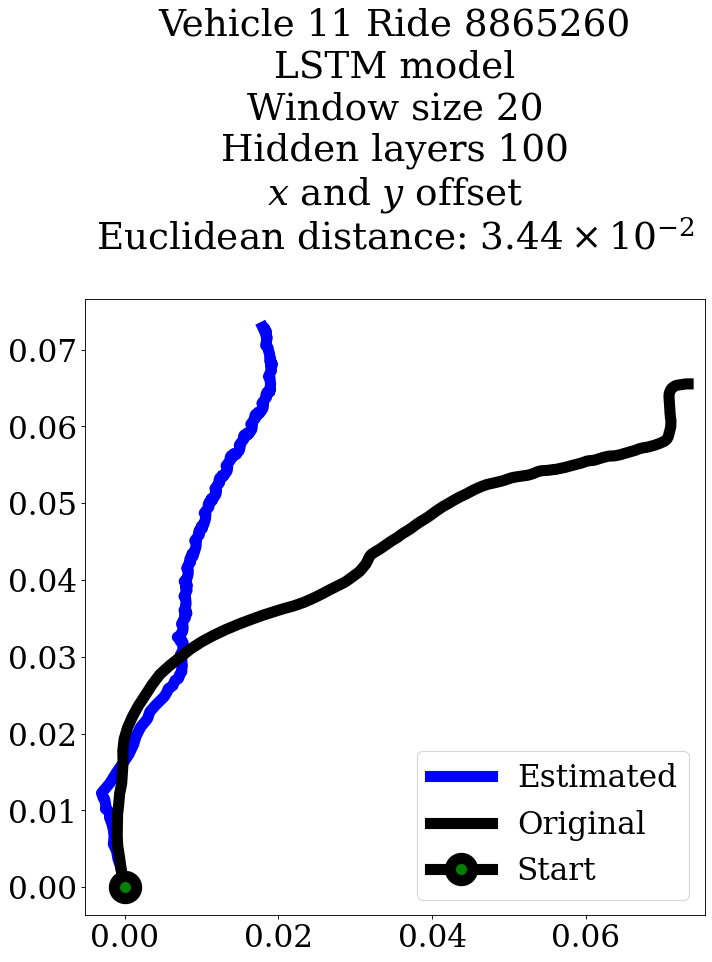 Vehicle 11 Ride 8865260
LSTM model
Window size 20
Hidden layers 100
x and y offset
Euclidean distance: 3.44 × 10⁻²
0.07
0.06
0.05
0.04
0.03
0.02
0.01
0.00
Estimated
Original
Start
0.00 0.02 0.04 0.06